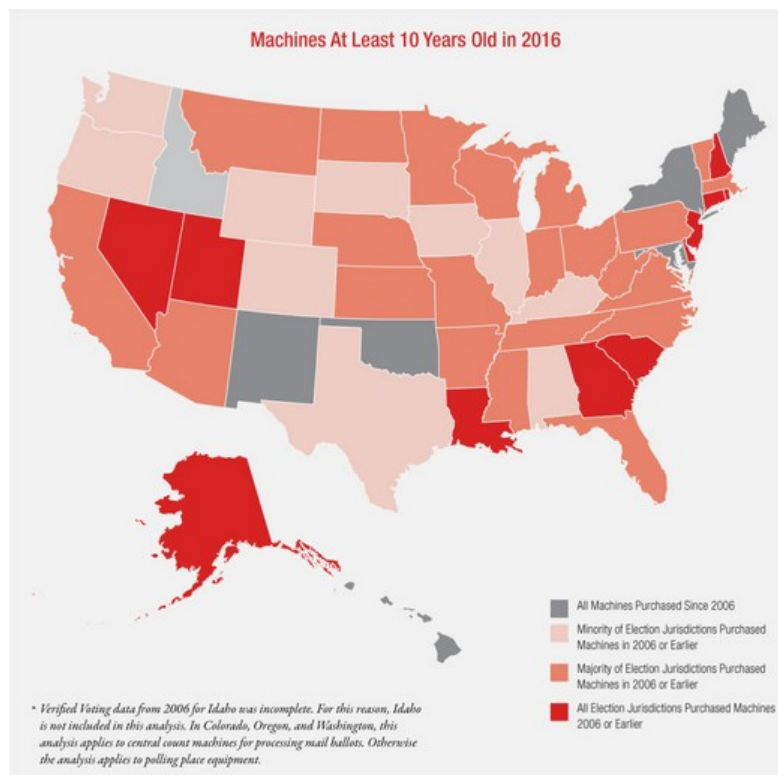 Machines At Least 10 Years Old in 2016
All Machines Purchased Since 2006
Minority of Election Jurisdictions Purchased
Machines in 2006 or Earlier
Majority of Election Jurisdictions Purchased
Machines in 2006 or Earlier
All Election Jurisdictions Purchased Machines
2006 or Earlier
* Verified Voting data from 2006 for Idaho was incomplete. For this reason, Idaho
is not included in this analysis. In Colorado, Oregon, and Washington, this
analysis applies to central count machines for processing mail ballots. Otherwise
the analysis applies to polling place equipment.